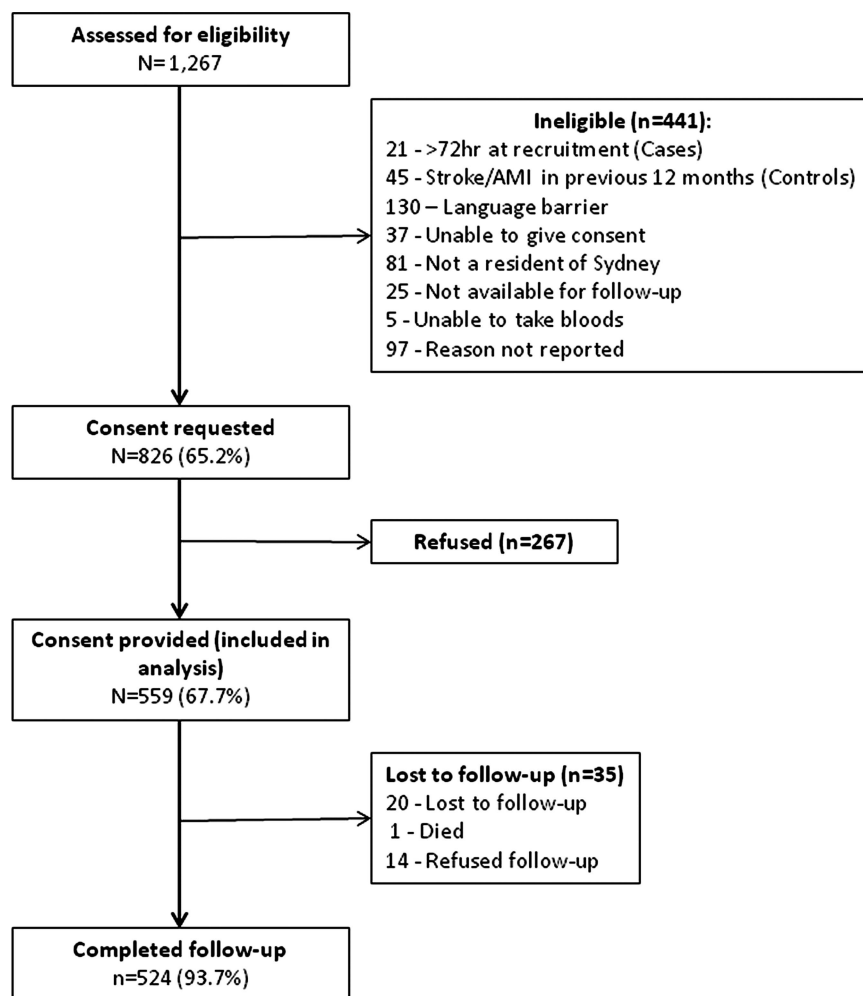 Assessed for eligibility
N= 1,267
Ineligible (n=441):
21 - >72hr at recruitment (Cases)
45 - Stroke/AMI in previous 12 months (Controls)
130 – Language barrier
37 - Unable to give consent
81 - Not a resident of Sydney
25 - Not available for follow-up
5 - Unable to take bloods
97 - Reason not reported
Consent requested
N=826 (65.2%)
Refused (n=267)
Consent provided (included in
analysis)
N=559 (67.7%)
Lost to follow-up (n=35)
20 - Lost to follow-up
1 - Died
14 - Refused follow-up
Completed follow-up
n=524 (93.7%)